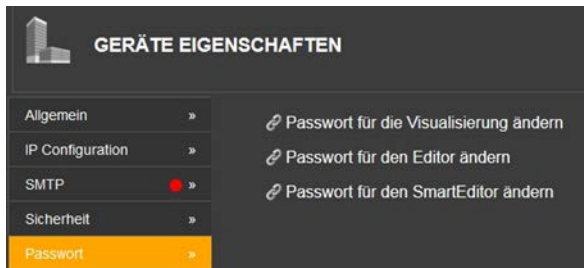 GERÄTE EIGENSCHAFTEN
Allgemein »
IP Configuration »
SMTP »
Sicherheit »
Passwort »
Passwort für die Visualisierung ändern
Passwort für den Editor ändern
Passwort für den SmartEditor ändern